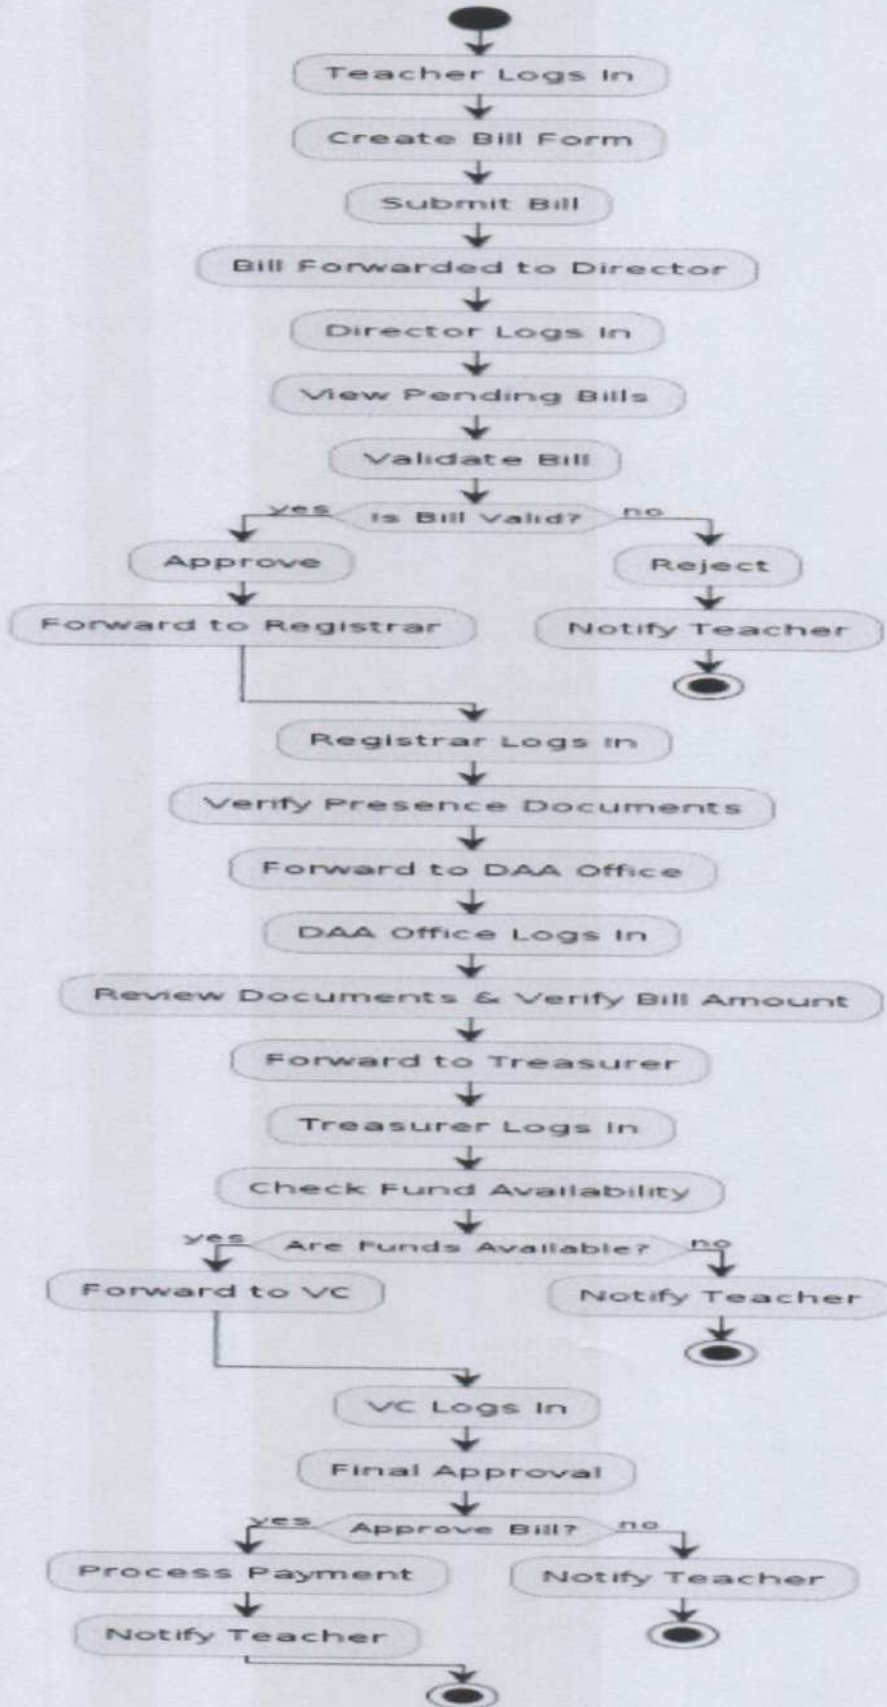 Teacher Logs In
Create Bill Form
Submit Bill
Bill Forwarded to Director
Director Logs In
View Pending Bills
Validate Bill
yes Is Bill Valid? no
Approve Reject
Forward to Registrar Notify Teacher
Registrar Logs In
Verify Presence Documents
Forward to DAA Office
DAA Office Logs In
Review Documents & Verify Bill Amount
Forward to Treasurer
Treasurer Logs In
Check Fund Availability
yes Are Funds Available? no
Forward to VC Notify Teacher
VC Logs In
Final Approval
yes Approve Bill? no
Process Payment Notify Teacher
Notify Teacher